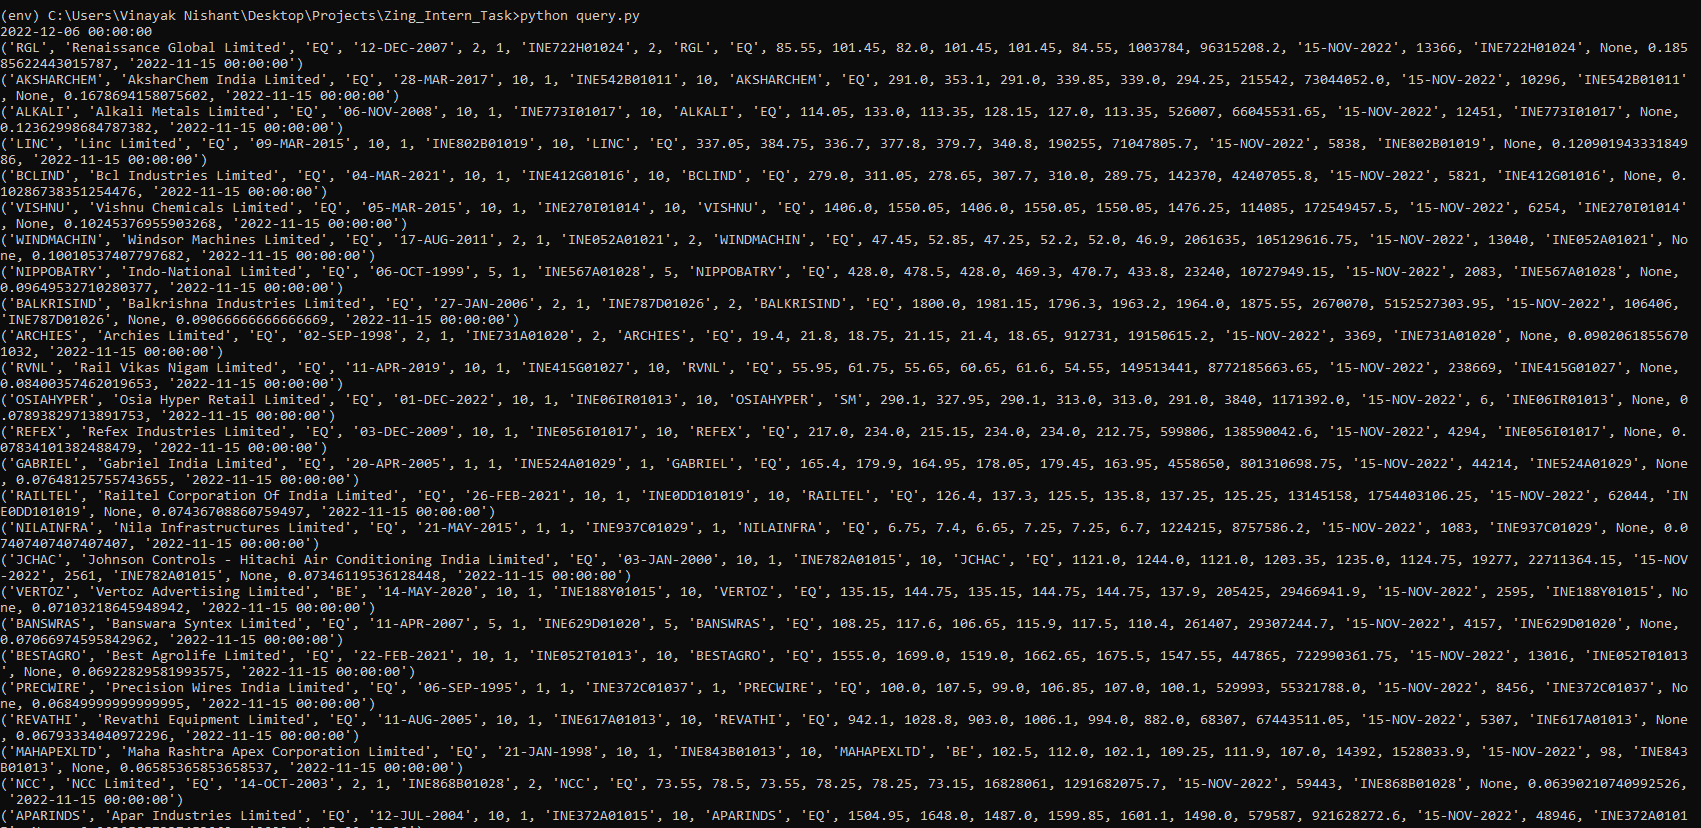 (env) C:\Users\Vinayak Nishant\Desktop\Projects\Zing_Intern_Task>python query.py
2022-12-06 00:00:00
('RGL', 'Renaissance Global Limited', 'EQ', '12-DEC-2007', 2, 1, 'INE722H01024', 2, 'RGL', 'EQ', 85.55, 101.45, 82.0, 101.45, 101.45, 84.55, 1003784, 96315208.2, '15-NOV-2022', 13366, 'INE722H01024', None, 0.185
85622443015787, '2022-11-15 00:00:00')
('AKSHARCHEM', 'AksharChem India Limited', 'EQ', '28-MAR-2017', 10, 1, 'INE542B01011', 10, 'AKSHARCHEM', 'EQ', 291.0, 353.1, 291.0, 339.85, 339.0, 294.25, 215542, 73044052.0, '15-NOV-2022', 10296, 'INE542B01011'
, None, 0.1678694158075602, '2022-11-15 00:00:00')
('ALKALI', 'Alkali Metals Limited', 'EQ', '06-NOV-2008', 10, 1, 'INE773I01017', 10, 'ALKALI', 'EQ', 114.05, 133.0, 113.35, 128.15, 127.0, 113.35, 526007, 66045531.65, '15-NOV-2022', 12451, 'INE773I01017', None,
0.12362998684787382, '2022-11-15 00:00:00')
('LINC', 'Linc Limited', 'EQ', '09-MAR-2015', 10, 1, 'INE802B01019', 10, 'LINC', 'EQ', 337.05, 384.75, 336.7, 377.8, 379.7, 340.8, 190255, 71047805.7, '15-NOV-2022', 5838, 'INE802B01019', None, 0.120901943331849
86, '2022-11-15 00:00:00')
('BCLIND', 'Bcl Industries Limited', 'EQ', '04-MAR-2021', 10, 1, 'INE412G01016', 10, 'BCLIND', 'EQ', 279.0, 311.05, 278.65, 307.7, 310.0, 289.75, 142370, 42407055.8, '15-NOV-2022', 5821, 'INE412G01016', None, 0.
10286738351254476, '2022-11-15 00:00:00')
('VISHNU', 'Vishnu Chemicals Limited', 'EQ', '05-MAR-2015', 10, 1, 'INE270I01014', 10, 'VISHNU', 'EQ', 1406.0, 1550.05, 1406.0, 1550.05, 1550.05, 1476.25, 114085, 172549457.5, '15-NOV-2022', 6254, 'INE270I01014'
, None, 0.10245376955903268, '2022-11-15 00:00:00')
('WINDMACHIN', 'Windsor Machines Limited', 'EQ', '17-AUG-2011', 2, 1, 'INE052A01021', 2, 'WINDMACHIN', 'EQ', 47.45, 52.85, 47.25, 52.2, 52.0, 46.9, 2061635, 105129616.75, '15-NOV-2022', 13040, 'INE052A01021', No
ne, 0.10010537407797682, '2022-11-15 00:00:00')
('NIPPOBATRY', 'Indo-National Limited', 'EQ', '06-OCT-1999', 5, 1, 'INE567A01028', 5, 'NIPPOBATRY', 'EQ', 428.0, 478.5, 428.0, 469.3, 470.7, 433.8, 23240, 10727949.15, '15-NOV-2022', 2083, 'INE567A01028', None,
0.09649532710280377, '2022-11-15 00:00:00')
('BALKRISIND', 'Balkrishna Industries Limited', 'EQ', '27-JAN-2006', 2, 1, 'INE787D01026', 2, 'BALKRISIND', 'EQ', 1800.0, 1981.15, 1796.3, 1963.2, 1964.0, 1875.55, 2670070, 5152527303.95, '15-NOV-2022', 106406,
'INE787D01026', None, 0.09066666666666669, '2022-11-15 00:00:00')
('ARCHIES', 'Archies Limited', 'EQ', '02-SEP-1998', 2, 1, 'INE731A01020', 2, 'ARCHIES', 'EQ', 19.4, 21.8, 18.75, 21.15, 21.4, 18.65, 912731, 19150615.2, '15-NOV-2022', 3369, 'INE731A01020', None, 0.0902061855670
1032, '2022-11-15 00:00:00')
('RVNL', 'Rail Vikas Nigam Limited', 'EQ', '11-APR-2019', 10, 1, 'INE415G01027', 10, 'RVNL', 'EQ', 55.95, 61.75, 55.65, 60.65, 61.6, 54.55, 149513441, 8772185663.65, '15-NOV-2022', 238669, 'INE415G01027', None,
0.08400357462019653, '2022-11-15 00:00:00')
('OSIAHYPER', 'Osia Hyper Retail Limited', 'EQ', '01-DEC-2022', 10, 1, 'INE06IR01013', 10, 'OSIAHYPER', 'SM', 290.1, 327.95, 290.1, 313.0, 313.0, 291.0, 3840, 1171392.0, '15-NOV-2022', 6, 'INE06IR01013', None, 0
.07893829713891753, '2022-11-15 00:00:00')
('REFEX', 'Refex Industries Limited', 'EQ', '03-DEC-2009', 10, 1, 'INE056I01017', 10, 'REFEX', 'EQ', 217.0, 234.0, 215.15, 234.0, 234.0, 212.75, 599806, 138590042.6, '15-NOV-2022', 4294, 'INE056I01017', None, 0.
07834101382488479, '2022-11-15 00:00:00')
('GABRIEL', 'Gabriel India Limited', 'EQ', '20-APR-2005', 1, 1, 'INE524A01029', 1, 'GABRIEL', 'EQ', 165.4, 179.9, 164.95, 178.05, 179.45, 163.95, 4558650, 801310698.75, '15-NOV-2022', 44214, 'INE524A01029', None
, 0.07648125755743655, '2022-11-15 00:00:00')
('RAILTEL', 'Railtel Corporation Of India Limited', 'EQ', '26-FEB-2021', 10, 1, 'INE0DD101019', 10, 'RAILTEL', 'EQ', 126.4, 137.3, 125.5, 135.8, 137.25, 125.25, 13145158, 1754403106.25, '15-NOV-2022', 62044, 'IN
E0DD101019', None, 0.07436708860759497, '2022-11-15 00:00:00')
('NILAINFRA', 'Nila Infrastructures Limited', 'EQ', '21-MAY-2015', 1, 1, 'INE937C01029', 1, 'NILAINFRA', 'EQ', 6.75, 7.4, 6.65, 7.25, 7.25, 6.7, 1224215, 8757586.2, '15-NOV-2022', 1083, 'INE937C01029', None, 0.0
7407407407407407, '2022-11-15 00:00:00')
('JCHAC', 'Johnson Controls - Hitachi Air Conditioning India Limited', 'EQ', '03-JAN-2000', 10, 1, 'INE782A01015', 10, 'JCHAC', 'EQ', 1121.0, 1244.0, 1121.0, 1203.35, 1235.0, 1124.75, 19277, 22711364.15, '15-NOV
-2022', 2561, 'INE782A01015', None, 0.07346119536128448, '2022-11-15 00:00:00')
('VERTOZ', 'Vertoz Advertising Limited', 'BE', '14-MAY-2020', 10, 1, 'INE188Y01015', 10, 'VERTOZ', 'EQ', 135.15, 144.75, 135.15, 144.75, 144.75, 137.9, 205425, 29466941.9, '15-NOV-2022', 2595, 'INE188Y01015', No
ne, 0.07103218645948942, '2022-11-15 00:00:00')
('BANSWRAS', 'Banswara Syntex Limited', 'EQ', '11-APR-2007', 5, 1, 'INE629D01020', 5, 'BANSWRAS', 'EQ', 108.25, 117.6, 106.65, 115.9, 117.5, 110.4, 261407, 29307244.7, '15-NOV-2022', 4157, 'INE629D01020', None,
0.07066974595842962, '2022-11-15 00:00:00')
('BESTAGRO', 'Best Agrolife Limited', 'EQ', '22-FEB-2021', 10, 1, 'INE052T01013', 10, 'BESTAGRO', 'EQ', 1555.0, 1699.0, 1519.0, 1662.65, 1675.5, 1547.55, 447865, 722990361.75, '15-NOV-2022', 13016, 'INE052T01013
', None, 0.06922829581993575, '2022-11-15 00:00:00')
('PRECWIRE', 'Precision Wires India Limited', 'EQ', '06-SEP-1995', 1, 1, 'INE372C01037', 1, 'PRECWIRE', 'EQ', 100.0, 107.5, 99.0, 106.85, 107.0, 100.1, 529993, 55321788.0, '15-NOV-2022', 8456, 'INE372C01037', No
ne, 0.06849999999999995, '2022-11-15 00:00:00')
('REVATHI', 'Revathi Equipment Limited', 'EQ', '11-AUG-2005', 10, 1, 'INE617A01013', 10, 'REVATHI', 'EQ', 942.1, 1028.8, 903.0, 1006.1, 994.0, 882.0, 68307, 67443511.05, '15-NOV-2022', 5307, 'INE617A01013', None
, 0.06793334040972296, '2022-11-15 00:00:00')
('MAHAPEXLTD', 'Maha Rashtra Apex Corporation Limited', 'EQ', '21-JAN-1998', 10, 1, 'INE843B01013', 10, 'MAHAPEXLTD', 'BE', 102.5, 112.0, 102.1, 109.25, 111.9, 107.0, 14392, 1528033.9, '15-NOV-2022', 98, 'INE843
B01013', None, 0.06585365853658537, '2022-11-15 00:00:00')
('NCC', 'NCC Limited', 'EQ', '14-OCT-2003', 2, 1, 'INE868B01028', 2, 'NCC', 'EQ', 73.55, 78.5, 73.55, 78.25, 78.25, 73.15, 16828061, 1291682075.7, '15-NOV-2022', 59443, 'INE868B01028', None, 0.06390210740992526,
'2022-11-15 00:00:00')
('APARINDS', 'Apar Industries Limited', 'EQ', '12-JUL-2004', 10, 1, 'INE372A01015', 10, 'APARINDS', 'EQ', 1504.95, 1648.0, 1487.0, 1599.85, 1601.1, 1490.0, 579587, 921628272.6, '15-NOV-2022', 48946, 'INE372A0101